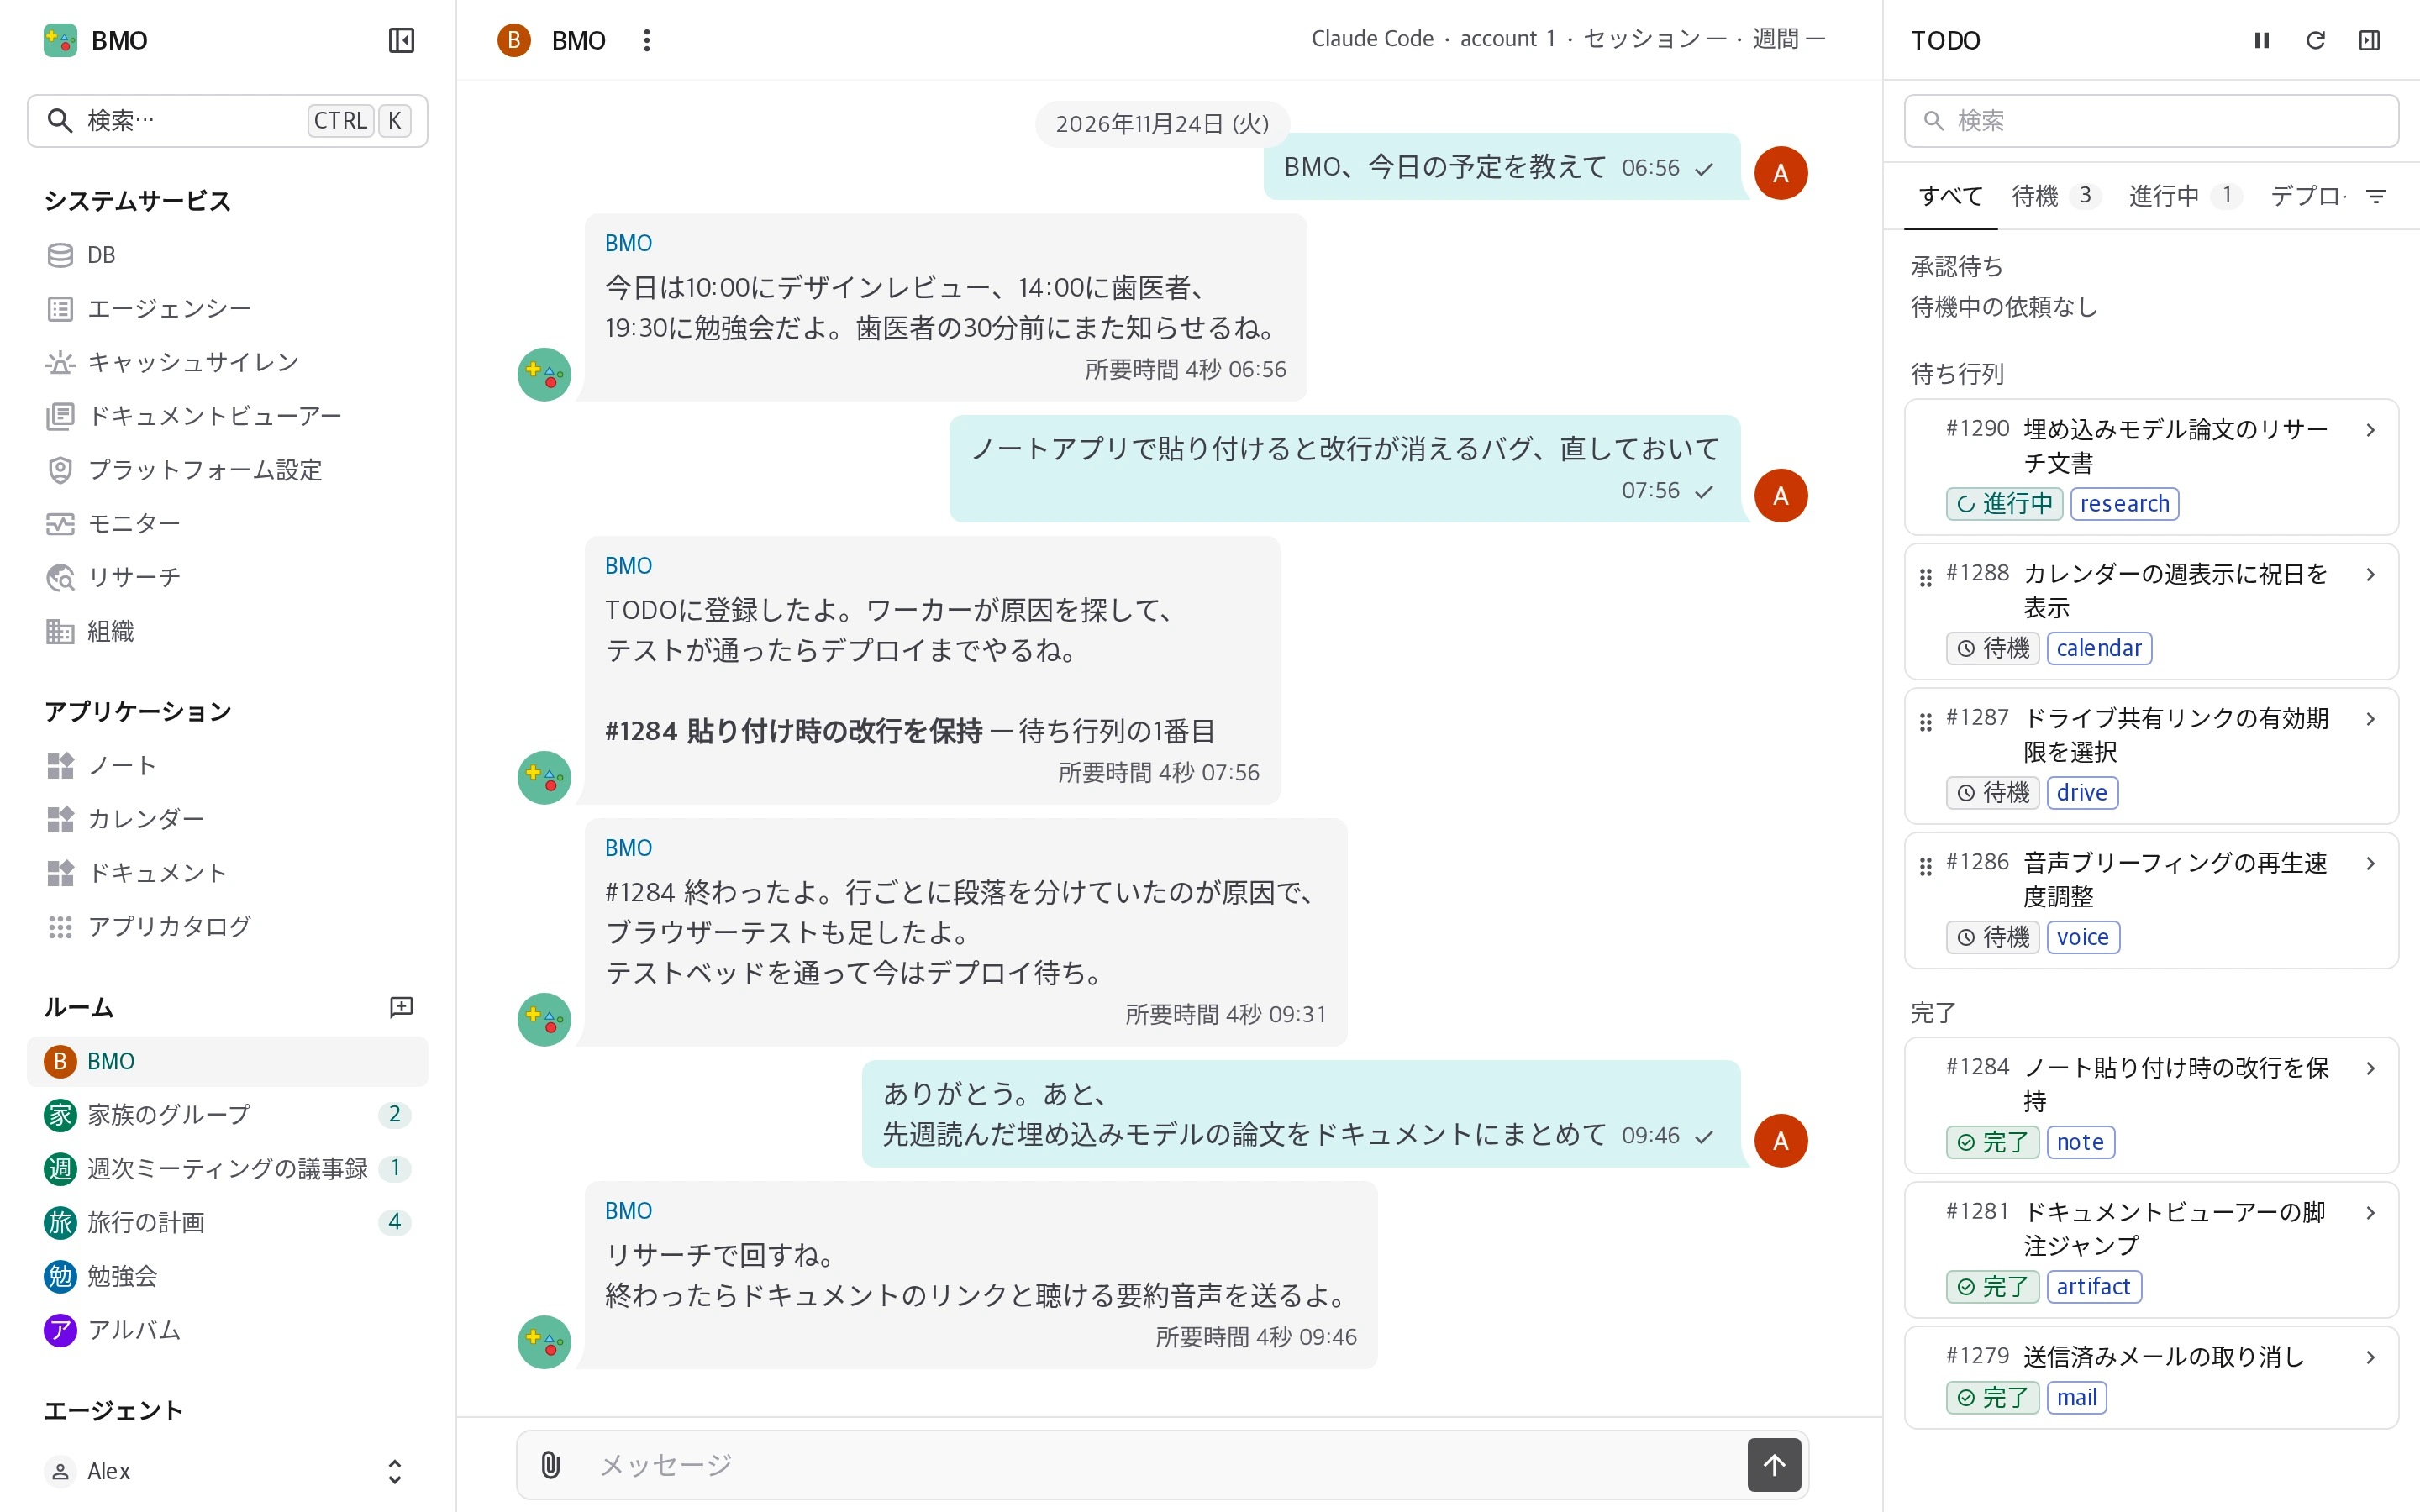 BMO
検索…
CTRL K
システムサービス
DB
エージェンシー
キャッシュサイレン
ドキュメントビューアー
プラットフォーム設定
モニター
リサーチ
組織
アプリケーション
ノート
カレンダー
ドキュメント
アプリカタログ
ルーム
B BMO
家 家族のグループ 2
週 週次ミーティングの議事録 1
旅 旅行の計画 4
勉 勉強会
ア アルバム
エージェント
Alex
B BMO
Claude Code · account 1 · セッション — · 週間 —
2026年11月24日 (火)
BMO、今日の予定を教えて 06:56
A
BMO
今日は10:00にデザインレビュー、14:00に歯医者、
19:30に勉強会だよ。歯医者の30分前にまた知らせるね。
所要時間 4秒 06:56
ノートアプリで貼り付けると改行が消えるバグ、直しておいて
07:56
A
BMO
TODOに登録したよ。ワーカーが原因を探して、
テストが通ったらデプロイまでやるね。
#1284 貼り付け時の改行を保持 — 待ち行列の1番目
所要時間 4秒 07:56
BMO
#1284 終わったよ。行ごとに段落を分けていたのが原因で、
ブラウザーテストも足したよ。
テストベッドを通って今はデプロイ待ち。
所要時間 4秒 09:31
ありがとう。あと、
先週読んだ埋め込みモデルの論文をドキュメントにまとめて 09:46
A
BMO
リサーチで回すね。
終わったらドキュメントのリンクと聴ける要約音声を送るよ。
所要時間 4秒 09:46
メッセージ
TODO
検索
すべて 待機 3 進行中 1 デプロ
承認待ち
待機中の依頼なし
待ち行列
#1290 埋め込みモデル論文のリサー
チ文書
進行中 research
#1288 カレンダーの週表示に祝日を
表示
待機 calendar
#1287 ドライブ共有リンクの有効期
限を選択
待機 drive
#1286 音声ブリーフィングの再生速
度調整
待機 voice
完了
#1284 ノート貼り付け時の改行を保
持
完了 note
#1281 ドキュメントビューアーの脚
注ジャンプ
完了 artifact
#1279 送信済みメールの取り消し
完了 mail